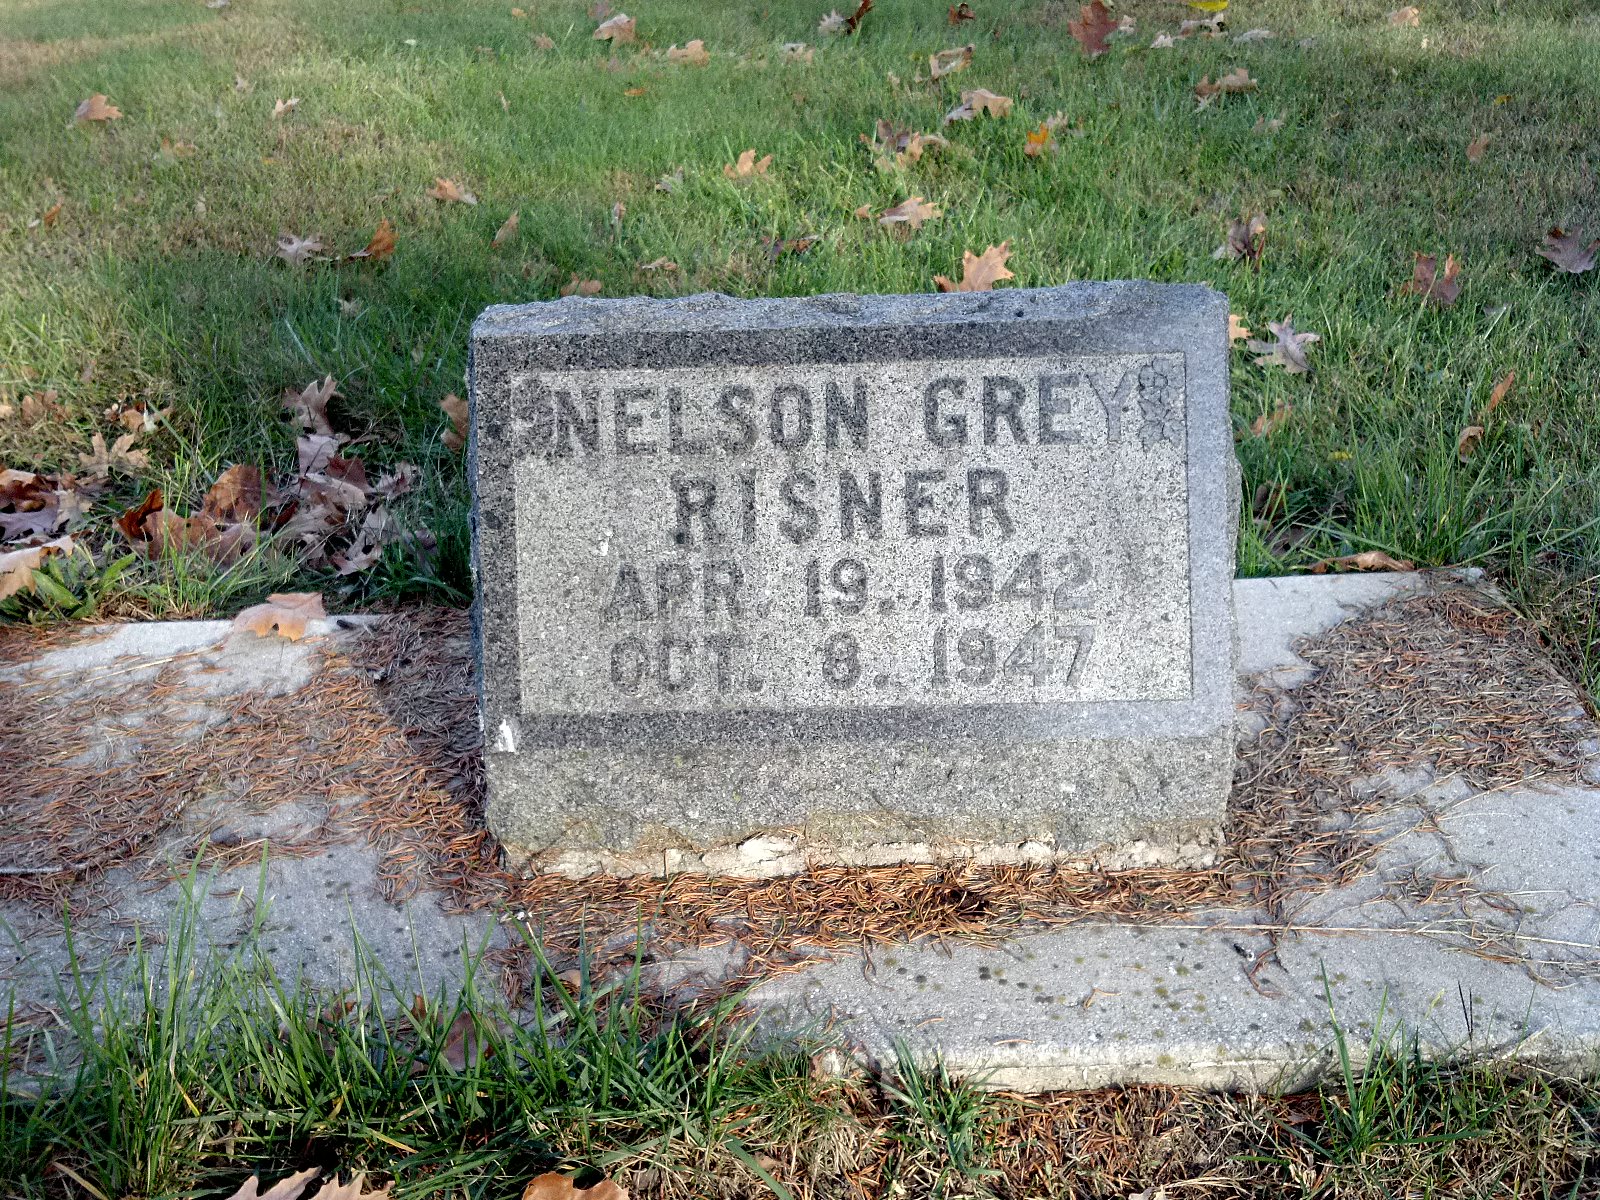 NELSON GREY
RISNER
APR. 19. 1942
OCT. 8. 1947